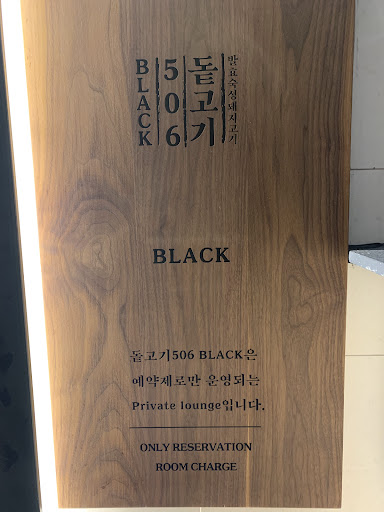 BLACK
506
돝고기
발효숙성돼지고기
BLACK
돝고기506 BLACK은
예약제로만 운영되는
Private lounge입니다.
ONLY RESERVATION
ROOM CHARGE